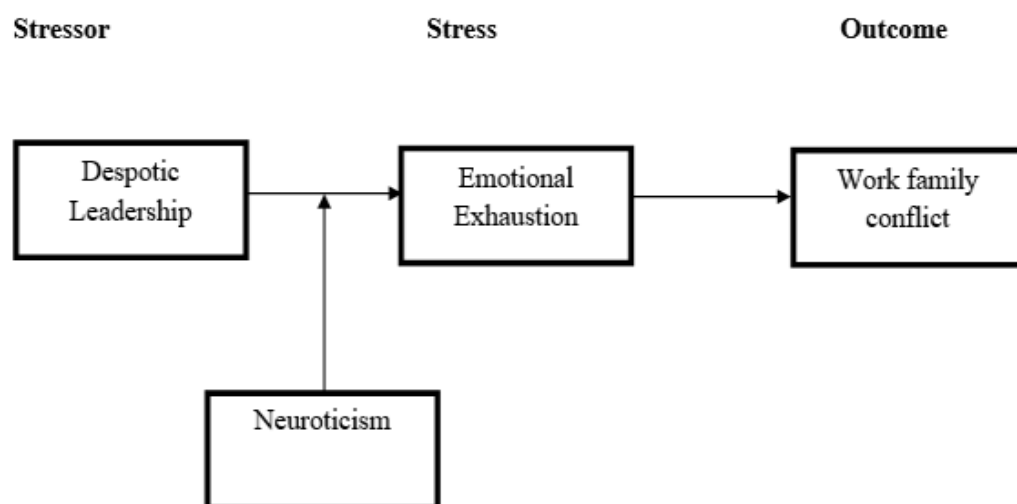 Stressor
Stress
Outcome
Despotic
Leadership
Emotional
Exhaustion
Work family
conflict
Neuroticism